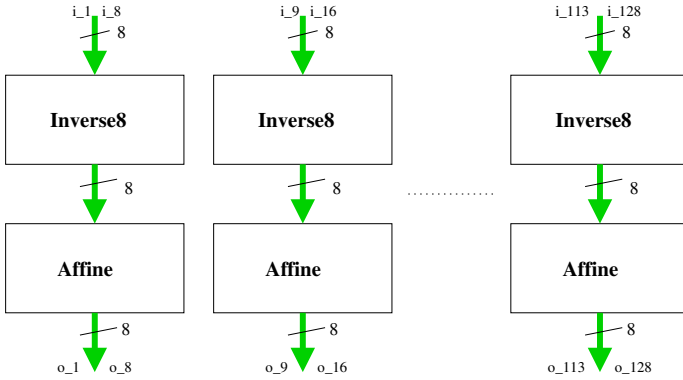 i_1 i_8 i_9 i_16 i_113 i_128
8 8 8
Inverse8 Inverse8 Inverse8
8 8 8
Affine Affine Affine
8 8 8
o_1 o_8 o_9 o_16 o_113 o_128